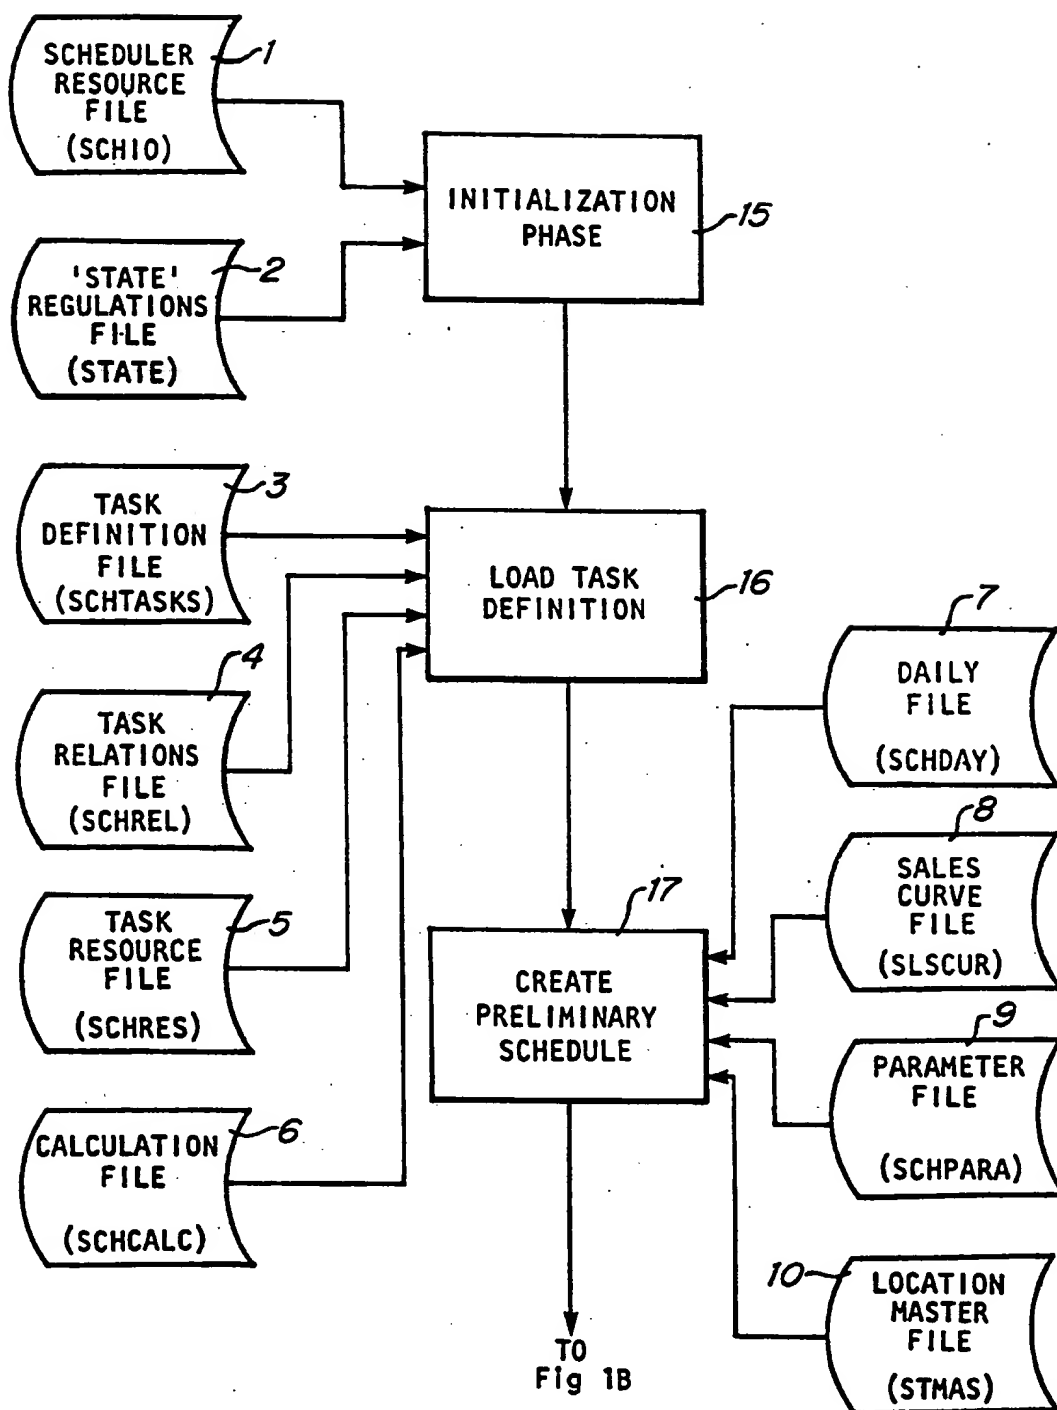 SCHEDULER
RESOURCE
FILE
(SCHIO)
1
INITIALIZATION
PHASE
15
'STATE'
REGULATIONS
FILE
(STATE)
2
TASK
DEFINITION
FILE
(SCHTASKS)
3
LOAD TASK
DEFINITION
16
TASK
RELATIONS
FILE
(SCHREL)
4
DAILY
FILE
(SCHDAY)
7
SALES
CURVE
FILE
(SLSCUR)
8
TASK
RESOURCE
FILE
(SCHRES)
5
CREATE
PRELIMINARY
SCHEDULE
17
PARAMETER
FILE
(SCHPARA)
9
CALCULATION
FILE
(SCHCALC)
6
LOCATION
MASTER
FILE
(STMAS)
10
TO
Fig 1B